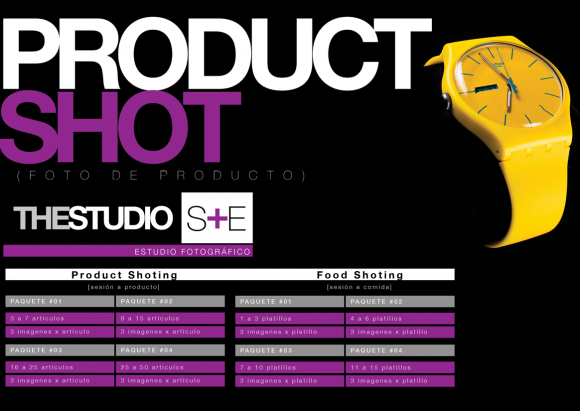 PRODUCT
SHOT
(FOTO DE PRODUCTO)
THESTUDIO S+E
ESTUDIO FOTOGRÁFICO
Product Shoting
[sesión a producto]
PAQUETE #01 PAQUETE #02
3 a 7 artículos 8 a 15 artículos
3 imagenes x artículo 3 imagenes x artículo
PAQUETE #03 PAQUETE #04
16 a 25 artículos 25 a 50 artículos
3 imagenes x artículo 3 imagenes x artículo
Food Shoting
[sesión a comida]
PAQUETE #01 PAQUETE #02
1 a 3 platillos 4 a 6 platillos
3 imagenes x platillo 3 imagenes x platillo
PAQUETE #03 PAQUETE #04
7 a 10 platillos 11 a 15 platillos
3 imagenes x platillo 3 imagenes x platillo